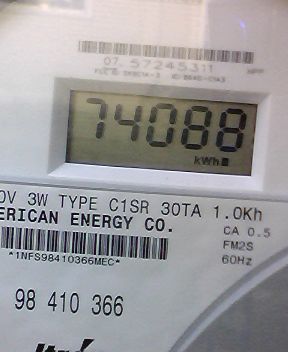 07 57245311
74088
kWh
0V 3W TYPE C1SR 30TA 1.0Kh
ERICAN ENERGY CO.
CA 0.5
FM2S
*1NFS98410366MEC*
60Hz
98 410 366